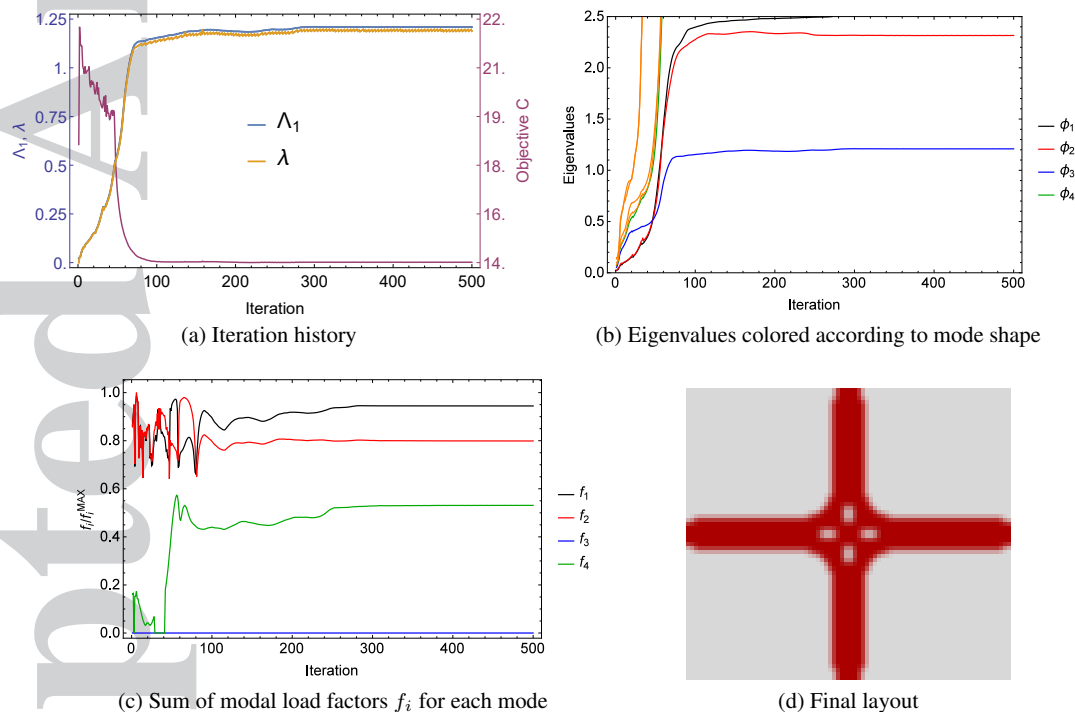 1.25
1.
0.75
0.5
0.25
0.
Λ₁, λ
22.
21.
19.
18.
16.
14.
Objective C
Λ₁
λ
0 100 200 300 400 500
Iteration
(a) Iteration history
2.5
2.0
1.5
1.0
0.5
0.0
Eigenvalues
ϕ₁
ϕ₂
ϕ₃
ϕ₄
0 100 200 300 400 500
Iteration
(b) Eigenvalues colored according to mode shape
1.0
0.8
0.6
0.4
0.2
0.0
fᵢ/fᵢᴹᴬˣ
f₁
f₂
f₃
f₄
0 100 200 300 400 500
Iteration
(c) Sum of modal load factors fᵢ for each mode
(d) Final layout
pted A